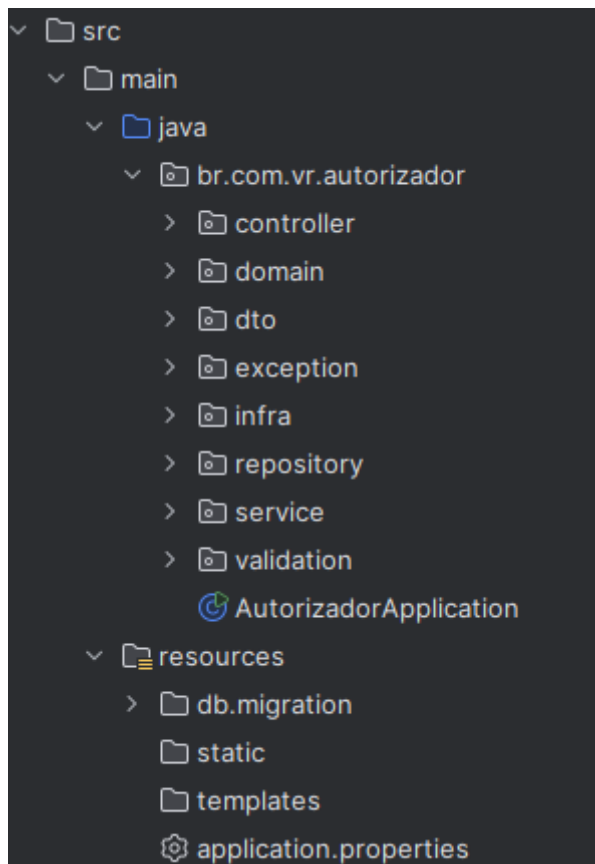 src
main
java
br.com.vr.autorizador
controller
domain
dto
exception
infra
repository
service
validation
AutorizadorApplication
resources
db.migration
static
templates
application.properties